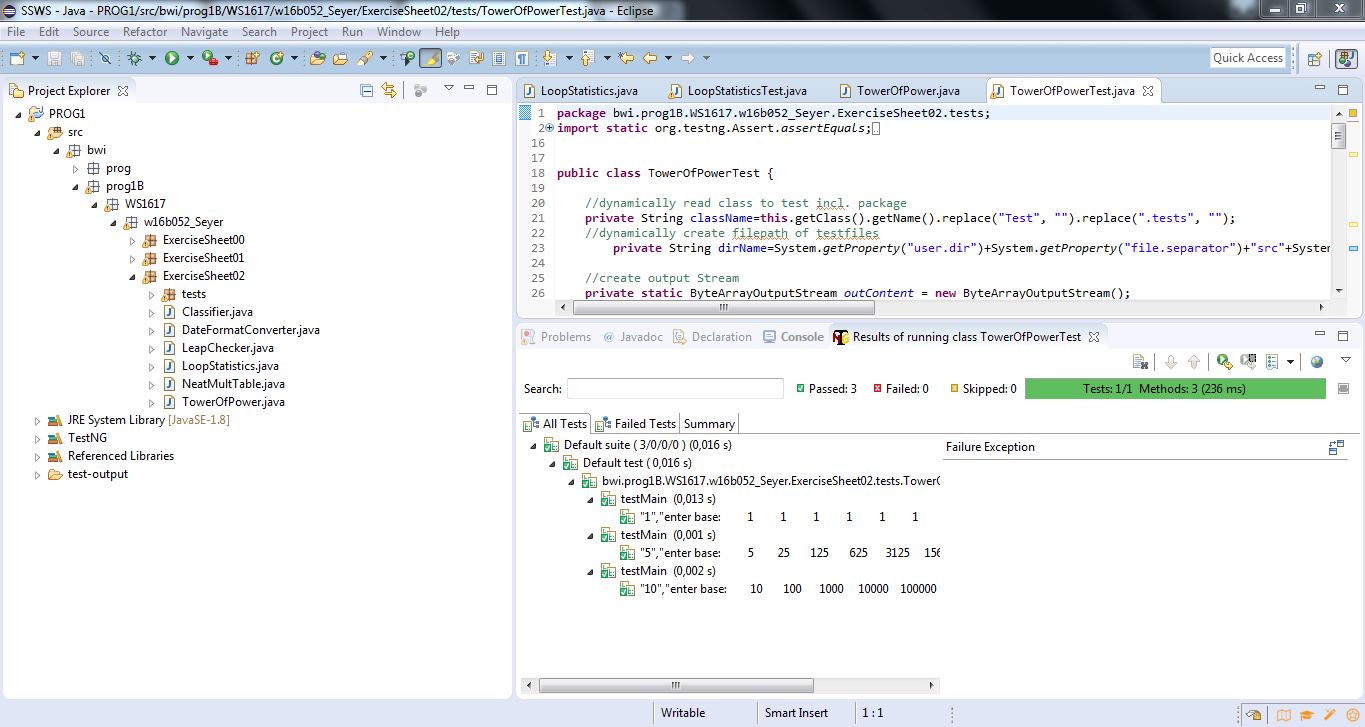 SSWS - Java - PROG1/src/bwi/prog1B/WS1617/w16b052_Seyer/ExerciseSheet02/tests/TowerOfPowerTest.java - Eclipse
File Edit Source Refactor Navigate Search Project Run Window Help
Quick Access
Project Explorer
PROG1
src
bwi
prog
prog1B
WS1617
w16b052_Seyer
ExerciseSheet00
ExerciseSheet01
ExerciseSheet02
tests
Classifier.java
DateFormatConverter.java
LeapChecker.java
LoopStatistics.java
NeatMultTable.java
TowerOfPower.java
JRE System Library [JavaSE-1.8]
TestNG
Referenced Libraries
test-output
LoopStatistics.java LoopStatisticsTest.java TowerOfPower.java TowerOfPowerTest.java
1 package bwi.prog1B.WS1617.w16b052_Seyer.ExerciseSheet02.tests;
2 import static org.testng.Assert.assertEquals;
16
17
18 public class TowerOfPowerTest {
19
20 //dynamically read class to test incl. package
21 private String className=this.getClass().getName().replace("Test", "").replace(".tests", "");
22 //dynamically create filepath of testfiles
23 private String dirName=System.getProperty("user.dir")+System.getProperty("file.separator")+"src"+System
24
25 //create output Stream
26 private static ByteArrayOutputStream outContent = new ByteArrayOutputStream();
Problems @ Javadoc Declaration Console Results of running class TowerOfPowerTest
Search: Passed: 3 Failed: 0 Skipped: 0 Tests: 1/1 Methods: 3 (236 ms)
All Tests Failed Tests Summary
Default suite ( 3/0/0/0 ) (0,016 s)
Default test ( 0,016 s)
bwi.prog1B.WS1617.w16b052_Seyer.ExerciseSheet02.tests.TowerO
testMain (0,013 s)
"1","enter base: 1 1 1 1 1 1
testMain (0,001 s)
"5","enter base: 5 25 125 625 3125 156
testMain (0,002 s)
"10","enter base: 10 100 1000 10000 100000
Failure Exception
Writable Smart Insert 1 : 1